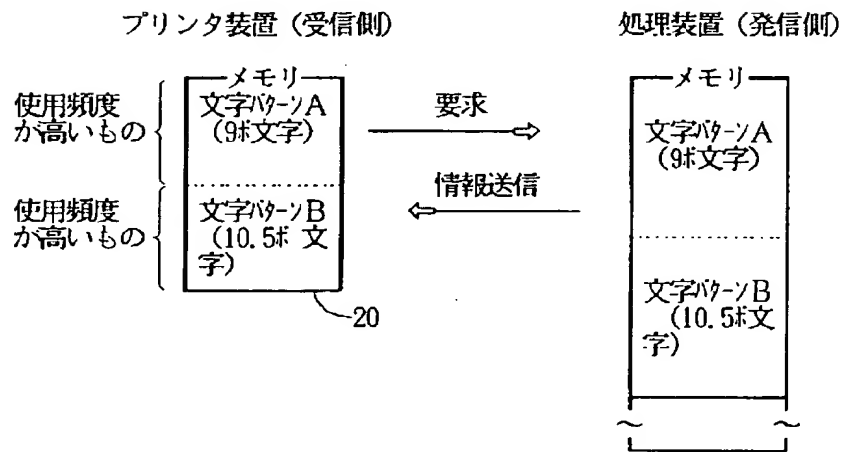 プリンタ装置（受信側）
処理装置（発信側）
使用頻度
が高いもの
メモリ
文字パターンA
（9ポ文字）
使用頻度
が高いもの
文字パターンB
（10.5ポ 文
字）
20
要求
情報送信
メモリ
文字パターンA
（9ポ文字）
文字パターンB
（10.5ポ文
字）